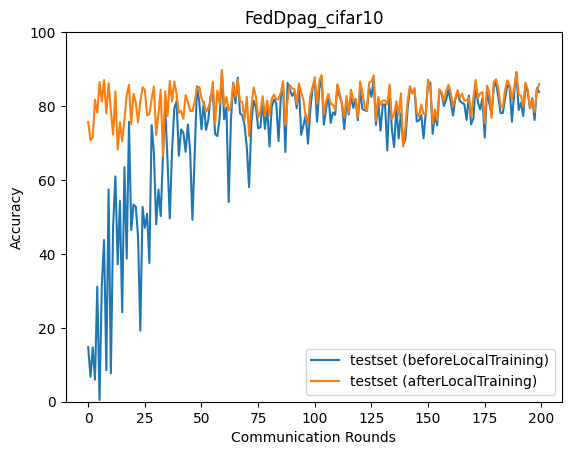 FedDpag_cifar10
100
80
60
40
20
0
Accuracy
0 25 50 75 100 125 150 175 200
Communication Rounds
testset (beforeLocalTraining)
testset (afterLocalTraining)